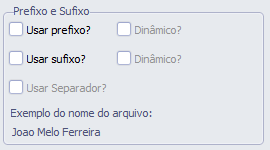 Prefixo e Sufixo
Usar prefixo? Dinâmico?
Usar sufixo? Dinâmico?
Usar Separador?
Exemplo do nome do arquivo:
Joao Melo Ferreira